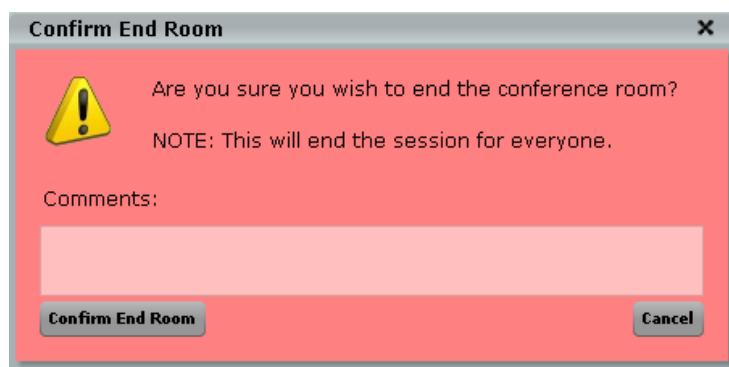 Confirm End Room
Are you sure you wish to end the conference room?
NOTE: This will end the session for everyone.
Comments:
Confirm End Room
Cancel